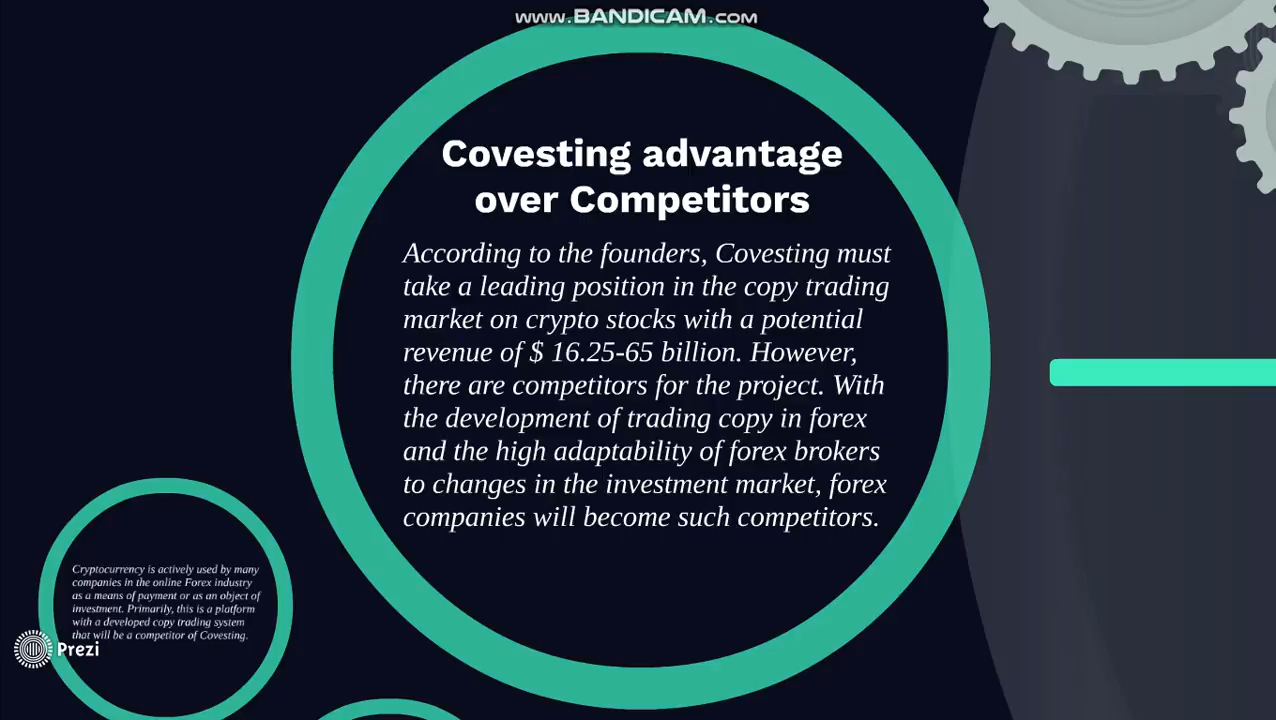 www.BANDICAM.com
Covesting advantage
over Competitors
According to the founders, Covesting must
take a leading position in the copy trading
market on crypto stocks with a potential
revenue of $ 16.25-65 billion. However,
there are competitors for the project. With
the development of trading copy in forex
and the high adaptability of forex brokers
to changes in the investment market, forex
companies will become such competitors.
Cryptocurrency is actively used by many
companies in the online Forex industry
as a means of payment or as an object of
investment. Primarily, this is a platform
with a developed copy trading system
that will be a competitor of Covesting.
Prezi